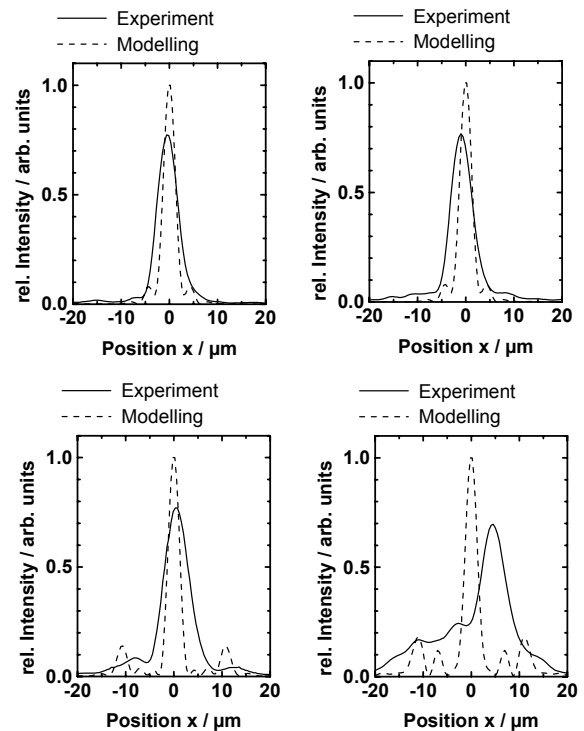 Experiment
Modelling
rel. Intensity / arb. units
1.0
0.5
0.0
-20 -10 0 10 20
Position x / µm
Experiment
Modelling
rel. Intensity / arb. units
1.0
0.5
0.0
-20 -10 0 10 20
Position x / µm
Experiment
Modelling
rel. Intensity / arb. units
1.0
0.5
0.0
-20 -10 0 10 20
Position x / µm
Experiment
Modelling
rel. Intensity / arb. units
1.0
0.5
0.0
-20 -10 0 10 20
Position x / µm